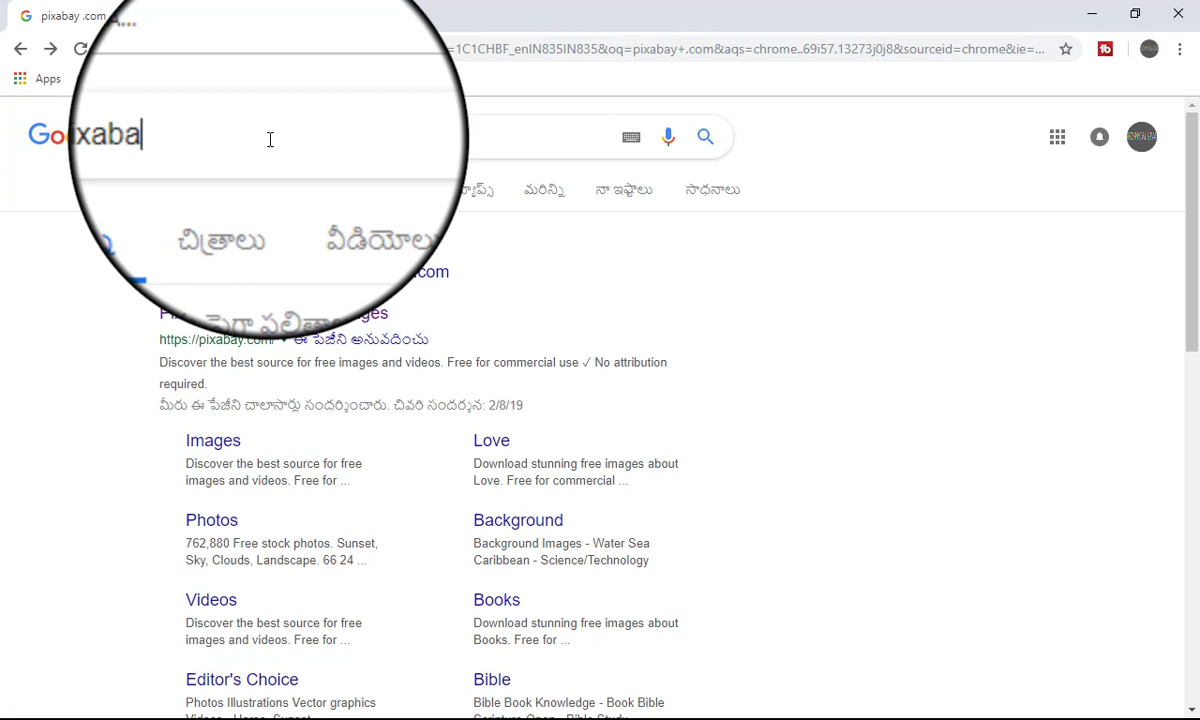 pixabay .com
=1C1CHBF_enIN835IN835&oq=pixabay+.com&aqs=chrome..69i57.13273j0j8&sourceid=chrome&ie=...
Apps
ixaba
మరిన్ని నా ఇష్టాలు సాధనాలు
చిత్రాలు వీడియోలు
.com
https://pixabay.com/ ఈ పేజీని అనువదించు
Discover the best source for free images and videos. Free for commercial use ✓ No attribution
required.
మీరు ఈ పేజీని చాలాసార్లు సందర్శించారు. చివరి సందర్శన: 2/8/19
Images
Discover the best source for free
images and videos. Free for ...
Love
Download stunning free images about
Love. Free for commercial ...
Photos
762,880 Free stock photos. Sunset,
Sky, Clouds, Landscape. 66 24 ...
Background
Background Images - Water Sea
Caribbean - Science/Technology
Videos
Discover the best source for free
images and videos. Free for ...
Books
Download stunning free images about
Books. Free for ...
Editor's Choice
Photos Illustrations Vector graphics
Bible
Bible Book Knowledge - Book Bible